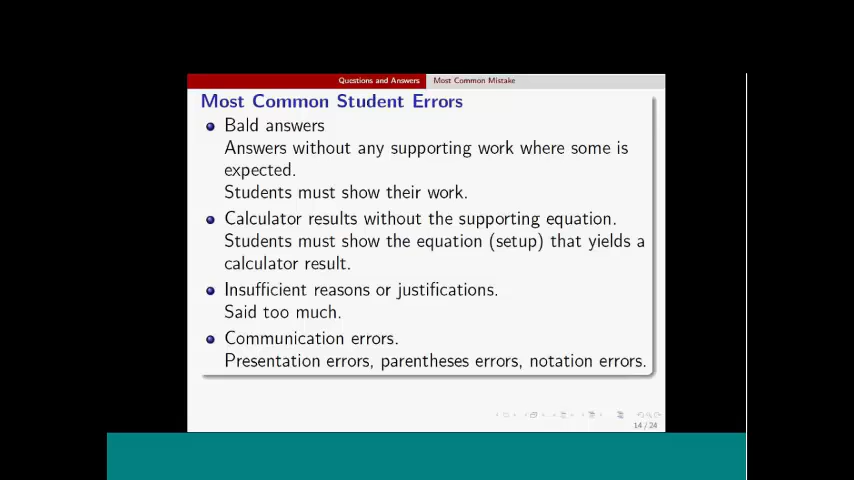 Questions and Answers Most Common Mistake
Most Common Student Errors
Bald answers
Answers without any supporting work where some is
expected.
Students must show their work.
Calculator results without the supporting equation.
Students must show the equation (setup) that yields a
calculator result.
Insufficient reasons or justifications.
Said too much.
Communication errors.
Presentation errors, parentheses errors, notation errors.
14 / 24